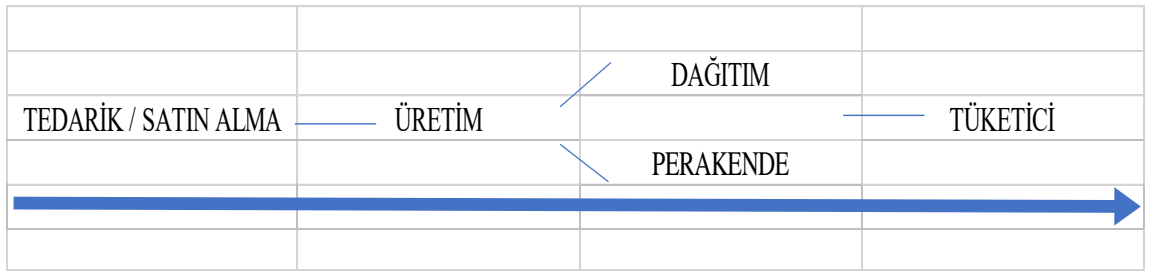 DAĞITIM
TEDARİK / SATIN ALMA ÜRETİM TÜKETİCİ
PERAKENDE